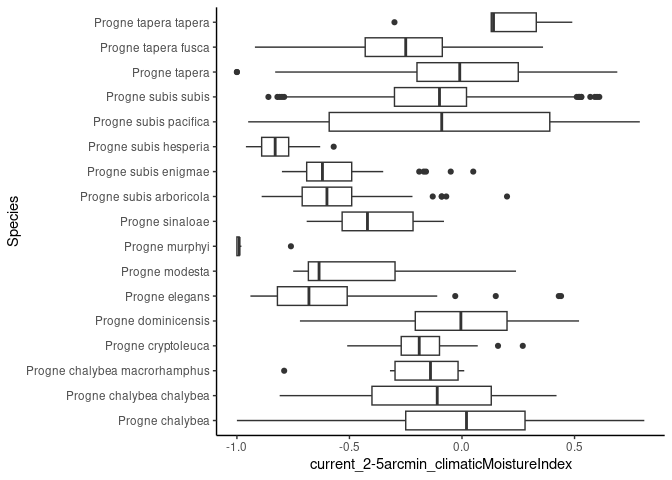 Progne tapera tapera
Progne tapera fusca
Progne tapera
Progne subis subis
Progne subis pacifica
Progne subis hesperia
Progne subis enigmae
Progne subis arboricola
Progne sinaloae
Progne murphyi
Progne modesta
Progne elegans
Progne dominicensis
Progne cryptoleuca
Progne chalybea macrorhamphus
Progne chalybea chalybea
Progne chalybea
Species
-1.0 -0.5 0.0 0.5
current_2-5arcmin_climaticMoistureIndex